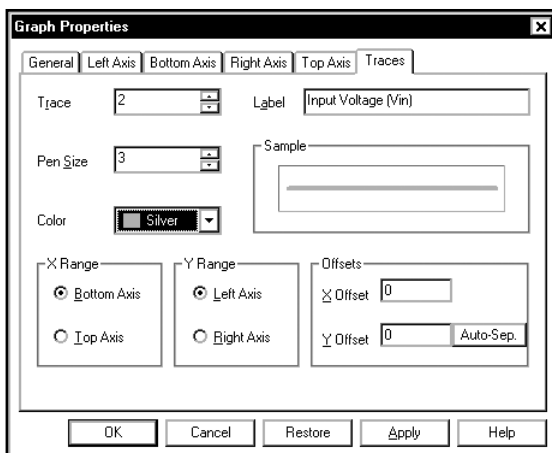 Graph Properties
General Left Axis Bottom Axis Right Axis Top Axis Traces
Trace 2 Label Input Voltage (Vin)
Pen Size 3 Sample
Color Silver
X Range Y Range Offsets
Bottom Axis Left Axis X Offset 0
Top Axis Right Axis Y Offset 0 Auto-Sep.
OK Cancel Restore Apply Help